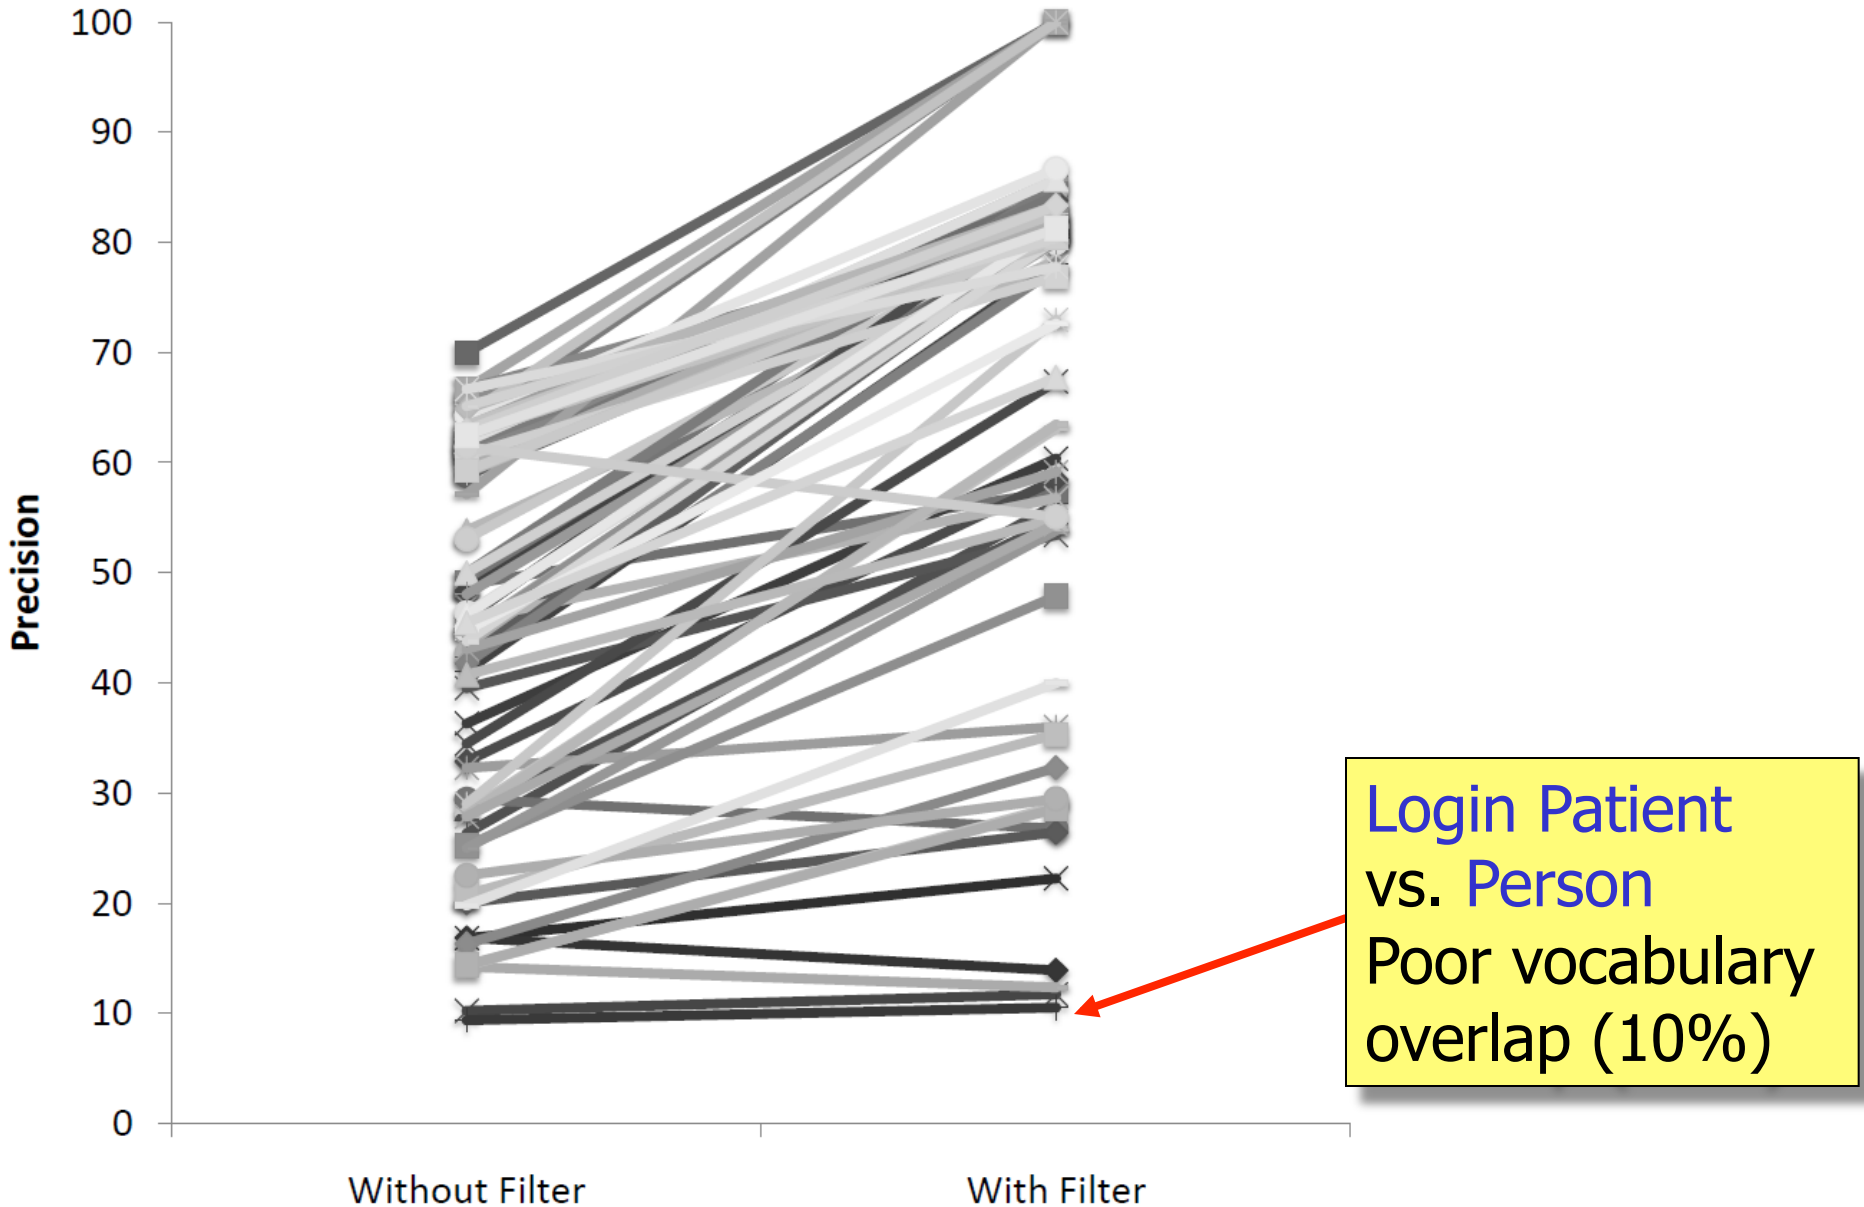 100
90
80
70
60
50
40
30
20
10
0
Precision
Without Filter
With Filter
Login Patient
vs. Person
Poor vocabulary
overlap (10%)